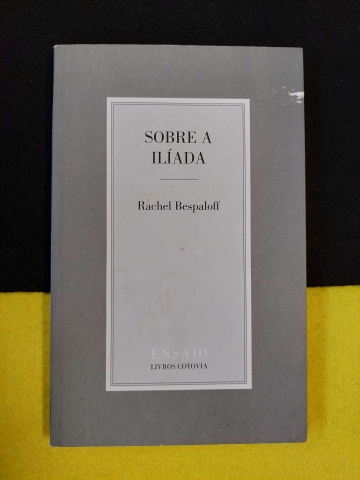 SOBRE A
ILÍADA
Rachel Bespaloff
ENSAIO
LIVROS COTOVIA